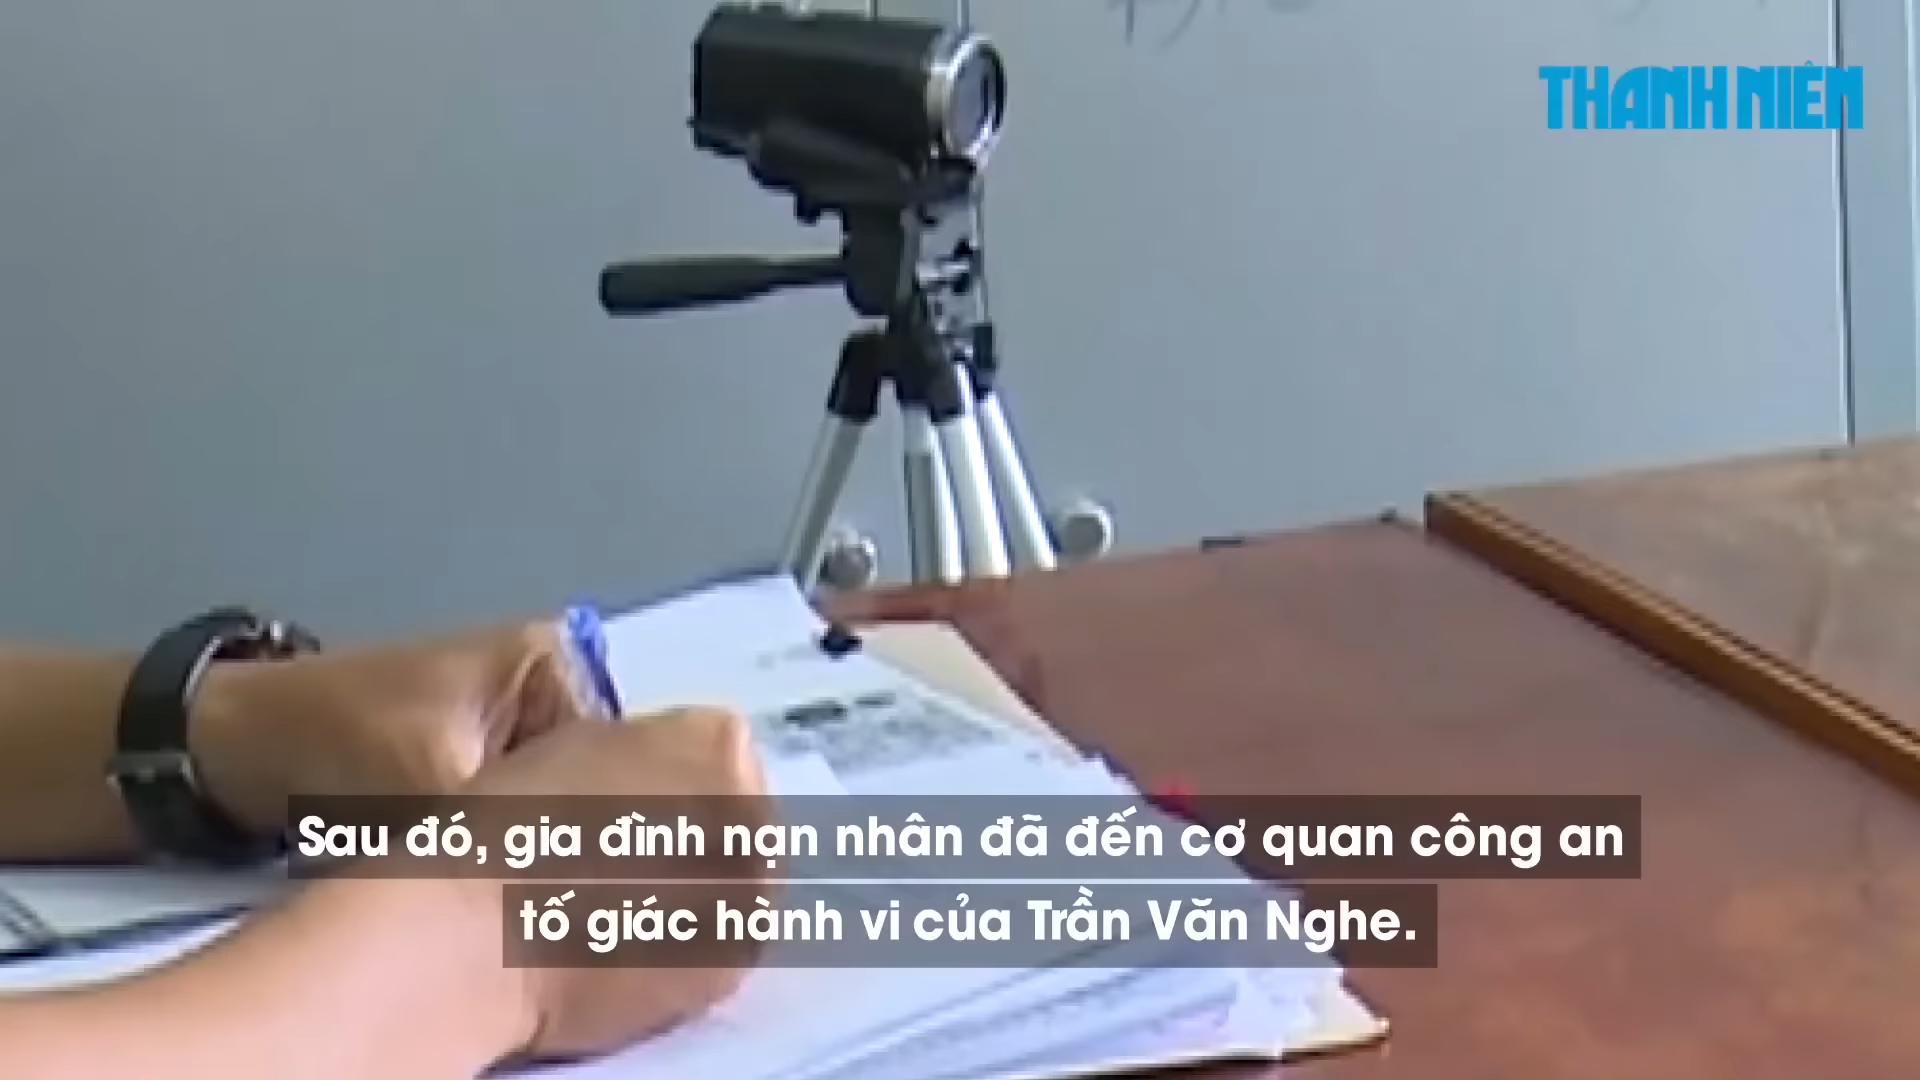 THANH NIÊN
Sau đó, gia đình nạn nhân đã đến cơ quan công an
tố giác hành vi của Trần Văn Nghe.